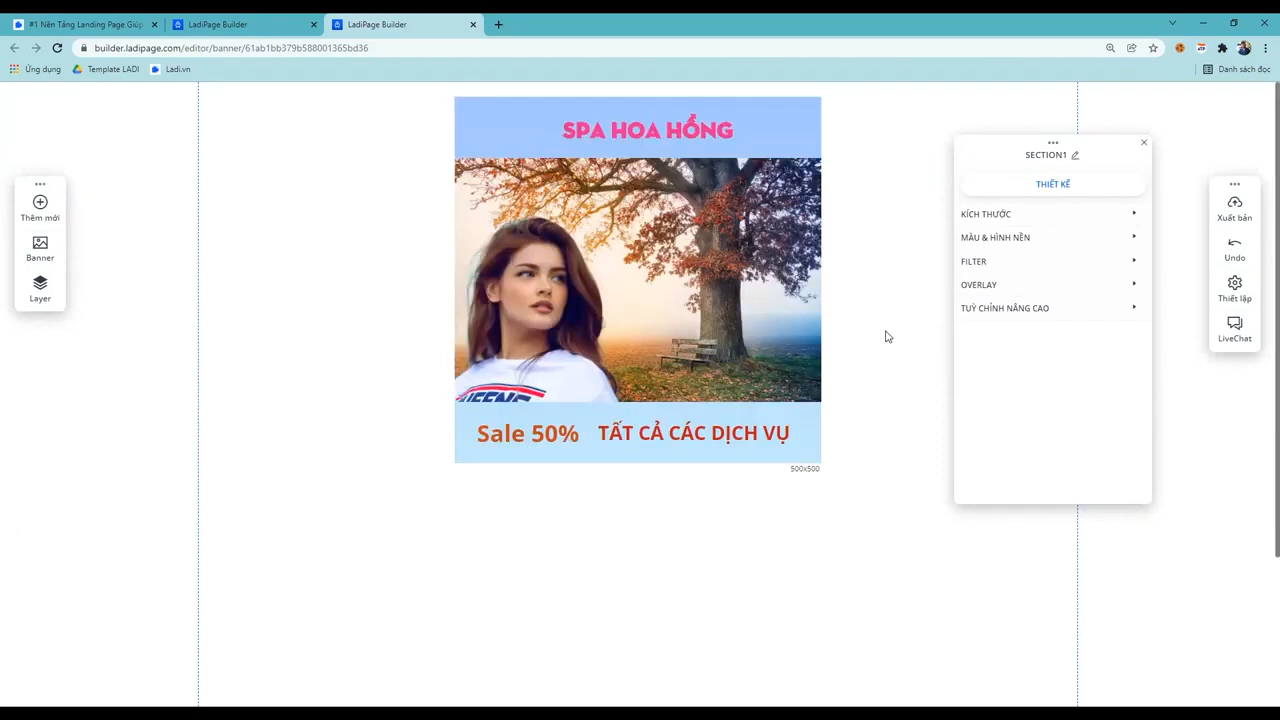 #1 Nền Tảng Landing Page Giúp
LadiPage Builder
LadiPage Builder
builder.ladipage.com/editor/banner/61ab1bb379b588001365bd36
Ứng dụng
Template LADI
Ladi.vn
Danh sách đọc
SPA HOA HỒNG
QUEENS
Sale 50% TẤT CẢ CÁC DỊCH VỤ
500x500
Thêm mới
Banner
Layer
SECTION1
THIẾT KẾ
KÍCH THƯỚC
MÀU & HÌNH NỀN
FILTER
OVERLAY
TUỲ CHỈNH NÂNG CAO
Xuất bản
Undo
Thiết lập
LiveChat